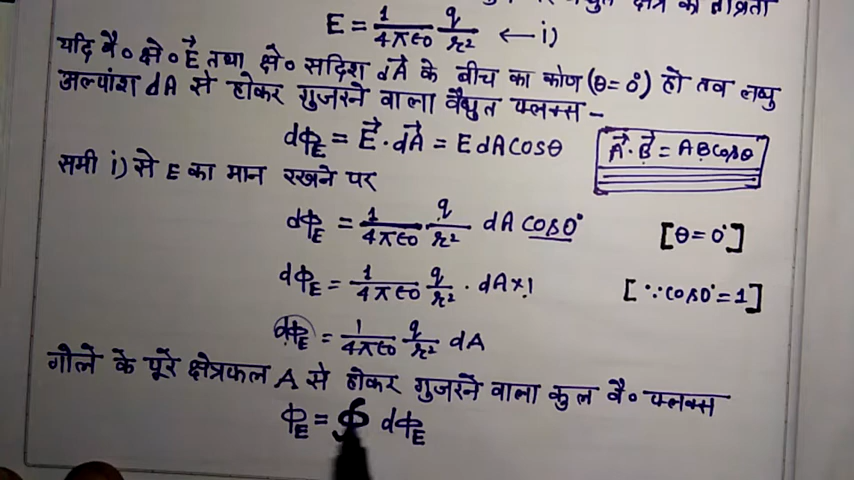 क्षेत्र की तीव्रता
E = 1/4πε0 q/r² ← i)
यदि वै० क्षे० E⃗ तथा क्षे० सदिश dA⃗ के बीच का कोण (θ = 0°) हो तब लघु
अल्पांश dA से होकर गुजरने वाला वैद्युत फ्लक्स -
dϕE = E⃗ . dA⃗ = E dA cosθ
A⃗ . B⃗ = AB cosθ
समी i) से E का मान रखने पर
dϕE = 1/4πε0 q/r² dA cos0° [θ = 0°]
dϕE = 1/4πε0 q/r² . dA × 1 [∵ cos0° = 1]
dϕE = 1/4πε0 q/r² dA
गोले के पूरे क्षेत्रफल A से होकर गुजरने वाला कुल वै० फ्लक्स
ϕE = ∮ dϕE